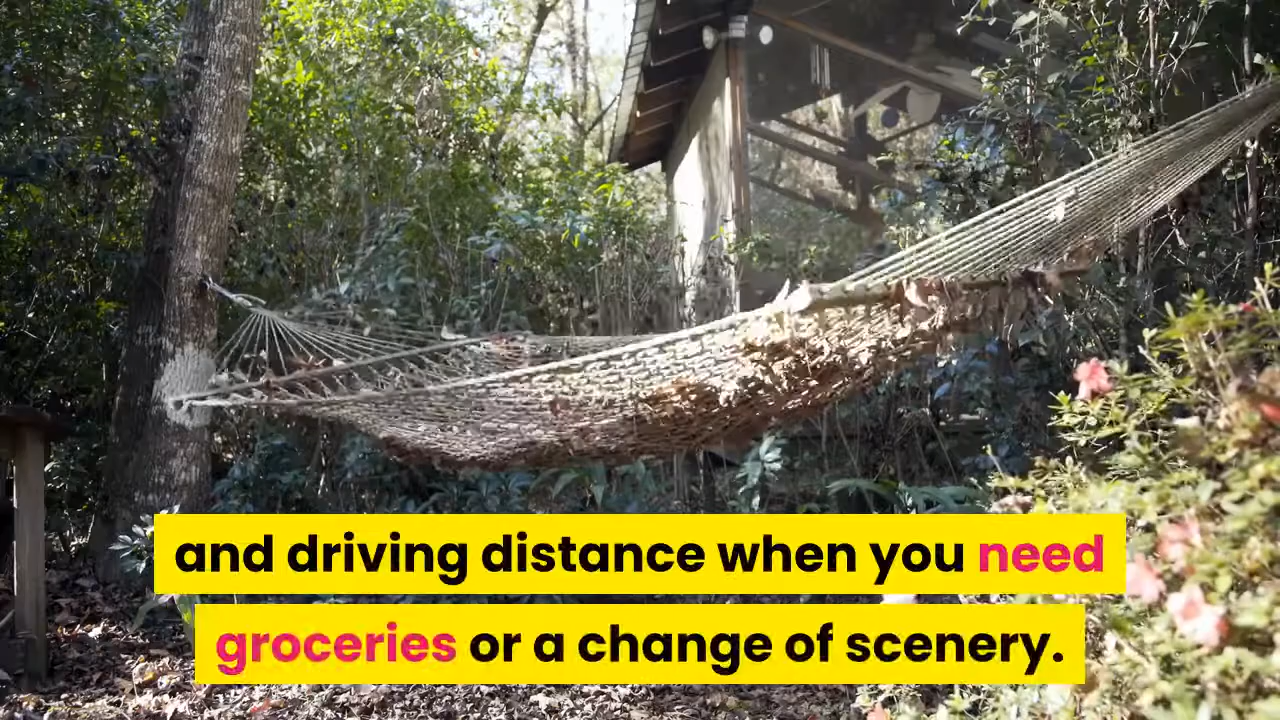 and driving distance when you need
groceries or a change of scenery.